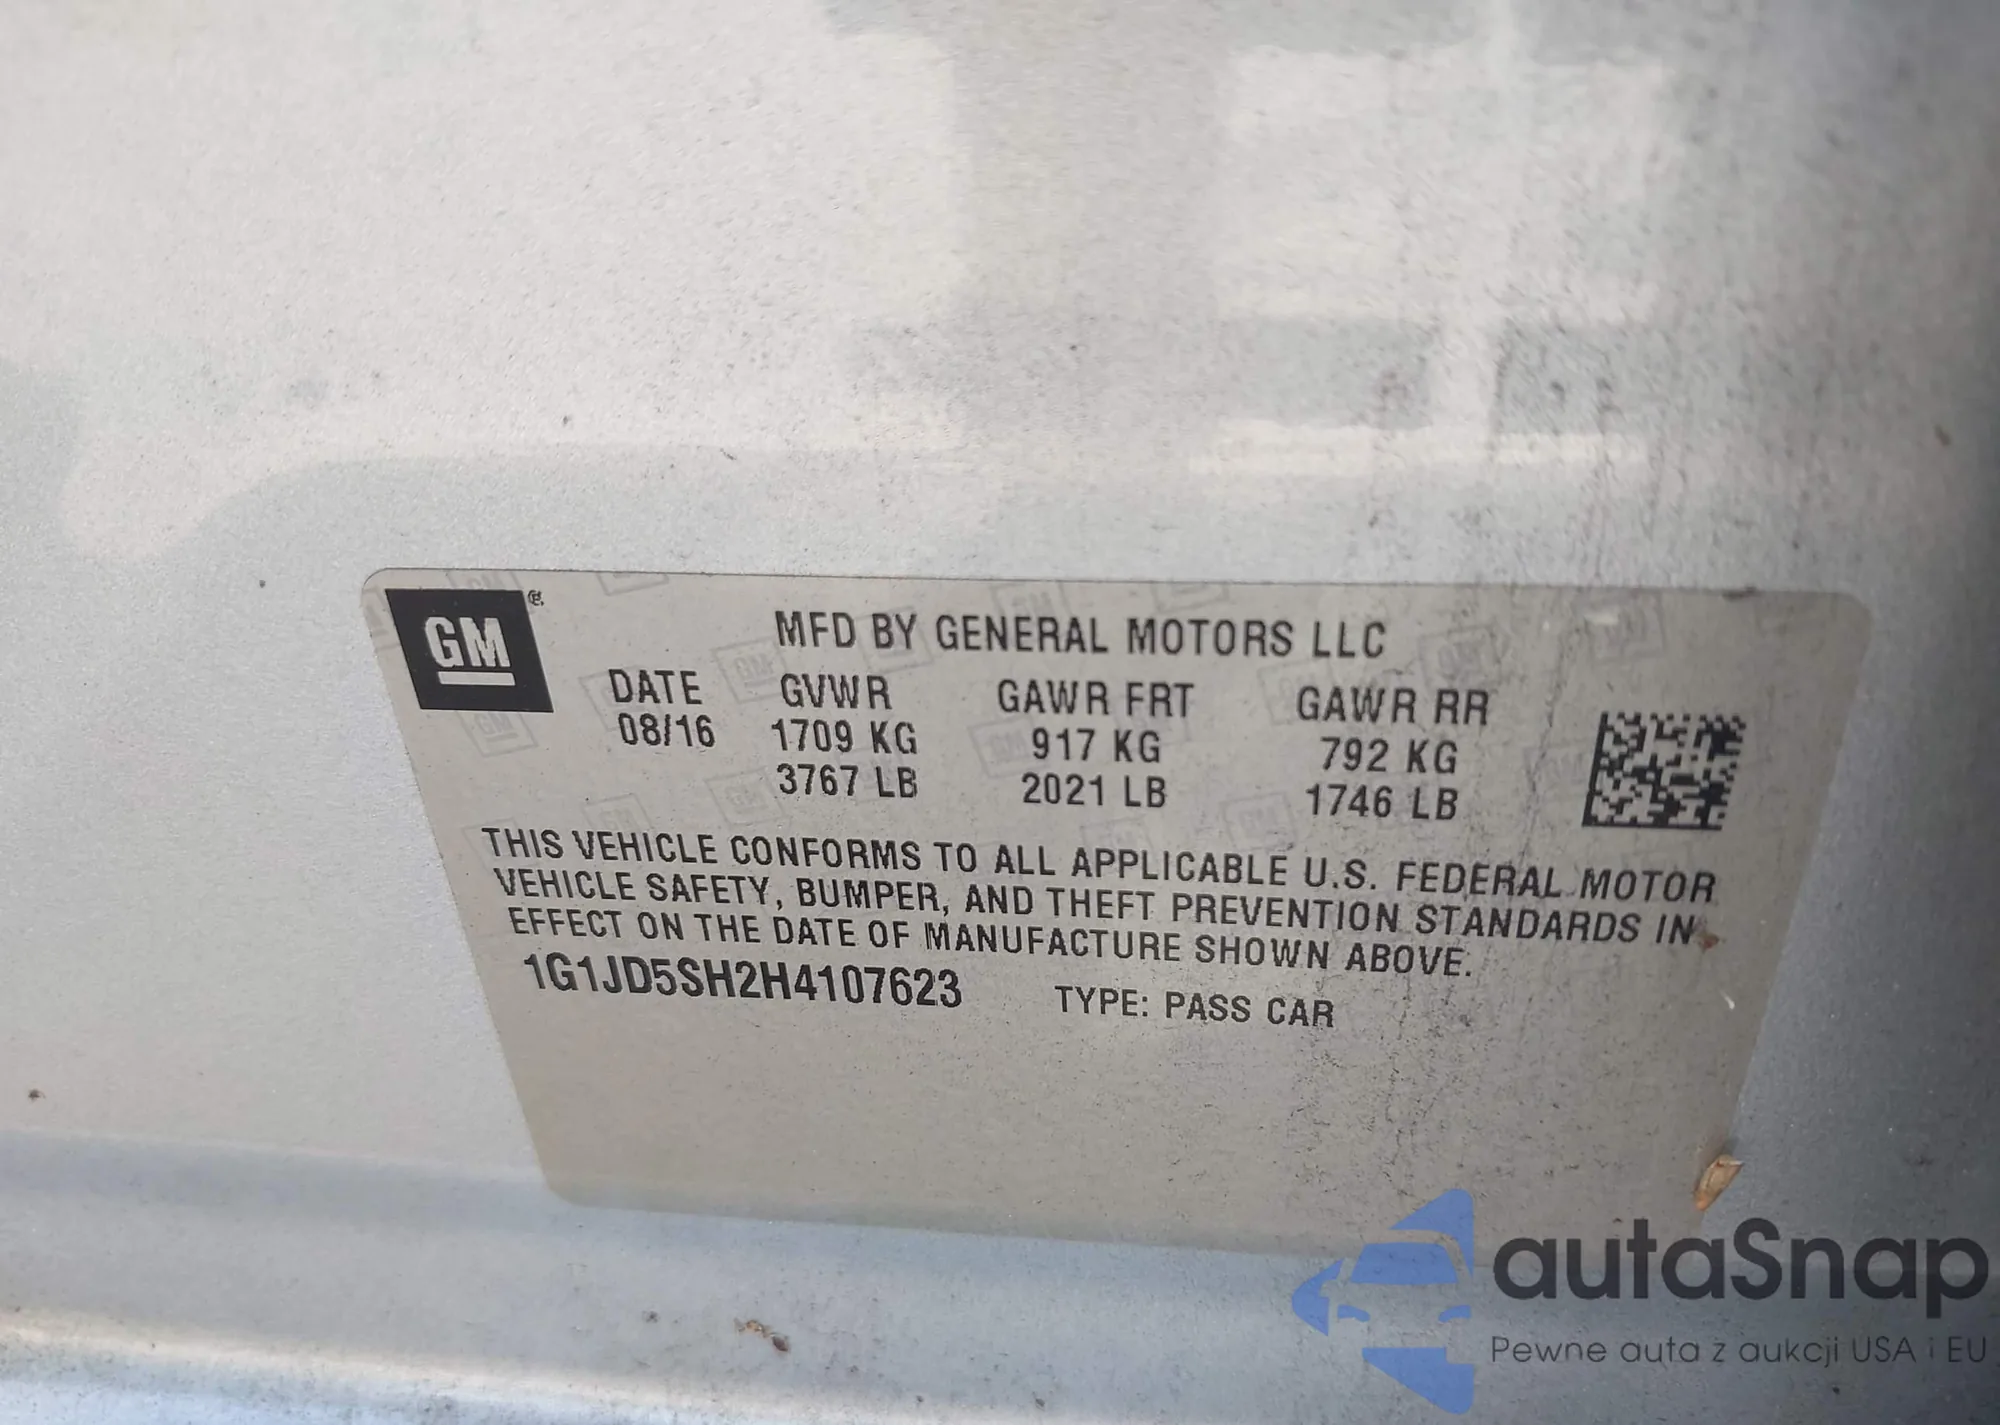 GM
MFD BY GENERAL MOTORS LLC
DATE GVWR GAWR FRT GAWR RR
08/16 1709 KG 917 KG 792 KG
3767 LB 2021 LB 1746 LB
THIS VEHICLE CONFORMS TO ALL APPLICABLE U.S. FEDERAL MOTOR
VEHICLE SAFETY, BUMPER, AND THEFT PREVENTION STANDARDS IN
EFFECT ON THE DATE OF MANUFACTURE SHOWN ABOVE.
1G1JD5SH2H4107623 TYPE: PASS CAR
autaSnap
Pewne auta z aukcji USA i EU